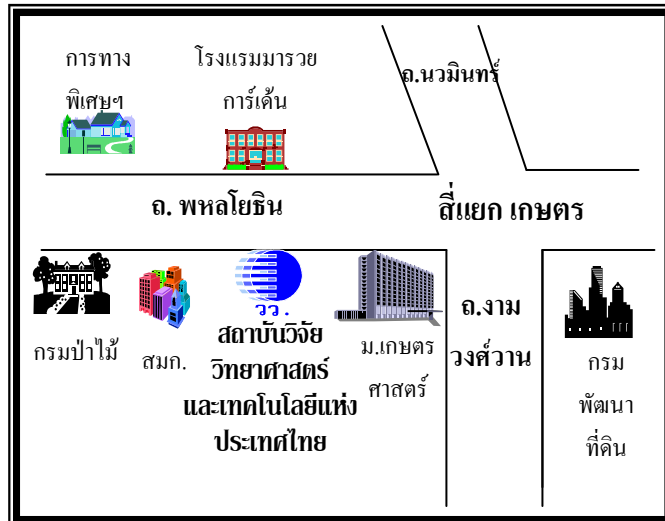 การทาง
พิเศษฯ
โรงแรมมารวย
การ์เด้น
ถ.นวมินทร์
ถ. พหลโยธิน
สี่แยก เกษตร
กรมป่าไม้
สมก.
วว.
สถาบันวิจัย
วิทยาศาสตร์
และเทคโนโลยีแห่ง
ประเทศไทย
ม.เกษตร
ศาสตร์
ถ.งาม
วงศ์วาน
กรม
พัฒนา
ที่ดิน